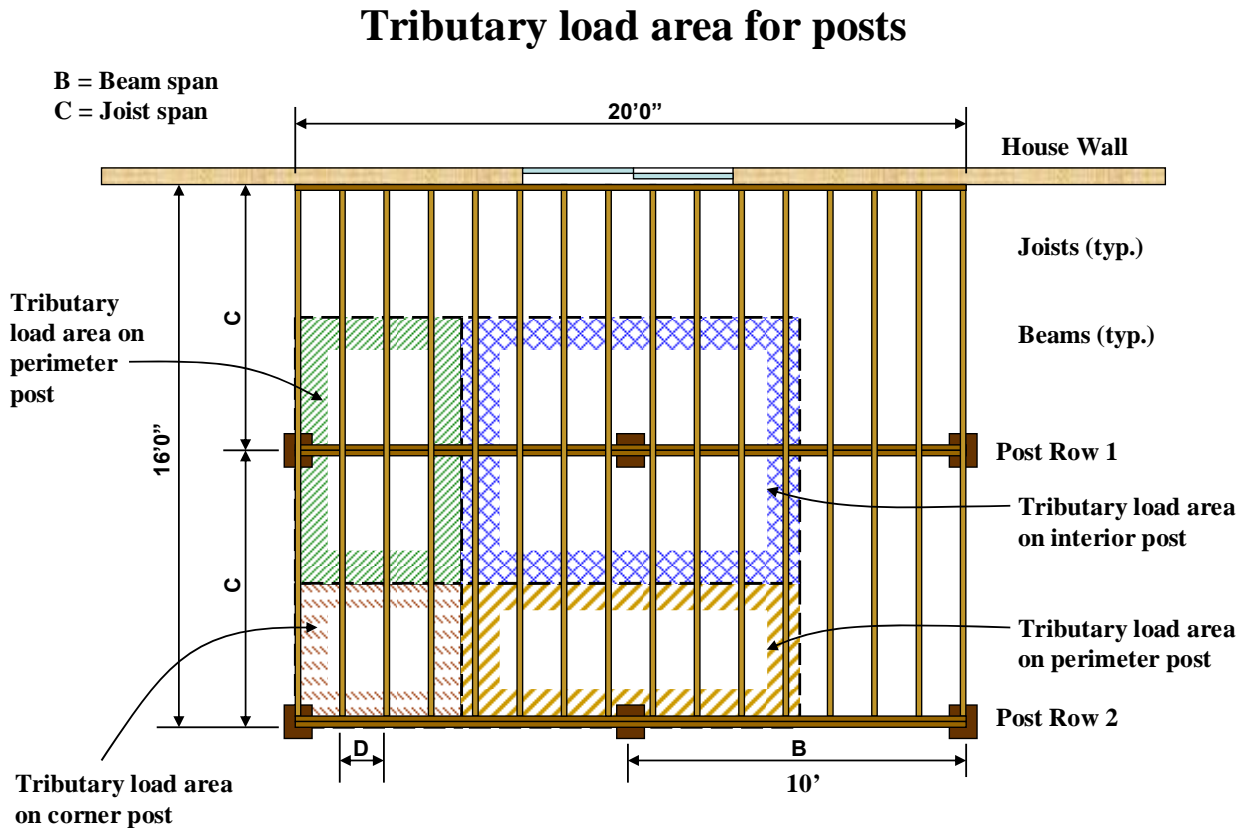 Tributary load area for posts
B = Beam span
C = Joist span
20’0”
House Wall
Joists (typ.)
Tributary
load area on
perimeter
post
C
Beams (typ.)
16’0”
Post Row 1
Tributary load area
on interior post
C
Tributary load area
on perimeter post
Post Row 2
D
B
10’
Tributary load area
on corner post